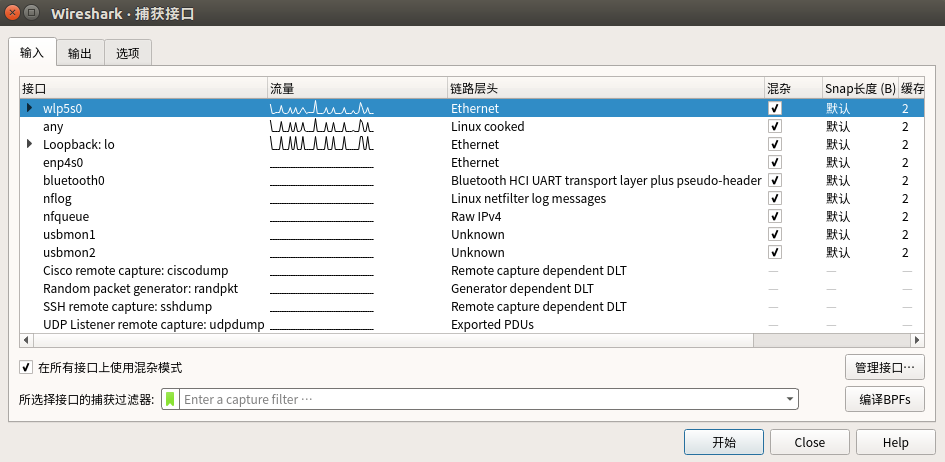 Wireshark · 捕获接口
输入 输出 选项
接口 流量 链路层头 混杂 Snap长度 (B) 缓存
wlp5s0 Ethernet 默认 2
any Linux cooked 默认 2
Loopback: lo Ethernet 默认 2
enp4s0 Ethernet 默认 2
bluetooth0 Bluetooth HCI UART transport layer plus pseudo-header 默认 2
nflog Linux netfilter log messages 默认 2
nfqueue Raw IPv4 默认 2
usbmon1 Unknown 默认 2
usbmon2 Unknown 默认 2
Cisco remote capture: ciscodump Remote capture dependent DLT — — —
Random packet generator: randpkt Generator dependent DLT — — —
SSH remote capture: sshdump Remote capture dependent DLT — — —
UDP Listener remote capture: udpdump Exported PDUs — — —
在所有接口上使用混杂模式 管理接口…
所选择接口的捕获过滤器: Enter a capture filter … 编译BPFs
开始 Close Help